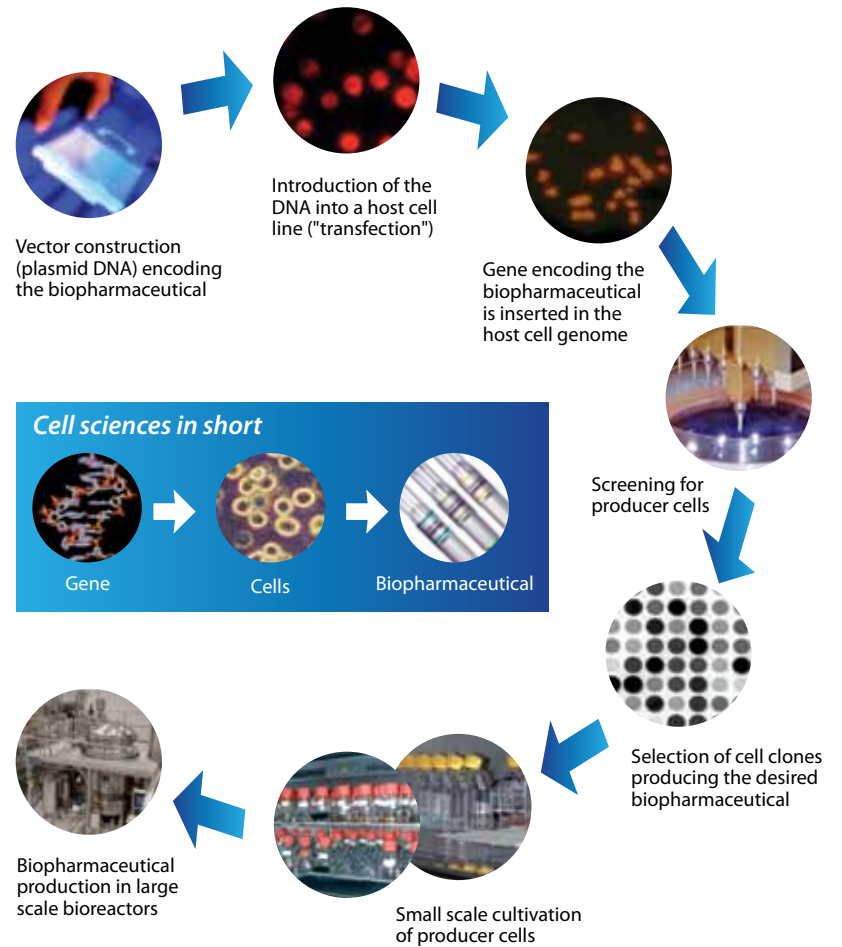 Vector construction
(plasmid DNA) encoding
the biopharmaceutical
Introduction of the
DNA into a host cell
line ("transfection")
Gene encoding the
biopharmaceutical
is inserted in the
host cell genome
Screening for
producer cells
Selection of cell clones
producing the desired
biopharmaceutical
Small scale cultivation
of producer cells
Biopharmaceutical
production in large
scale bioreactors
Cell sciences in short
Gene
Cells
Biopharmaceutical